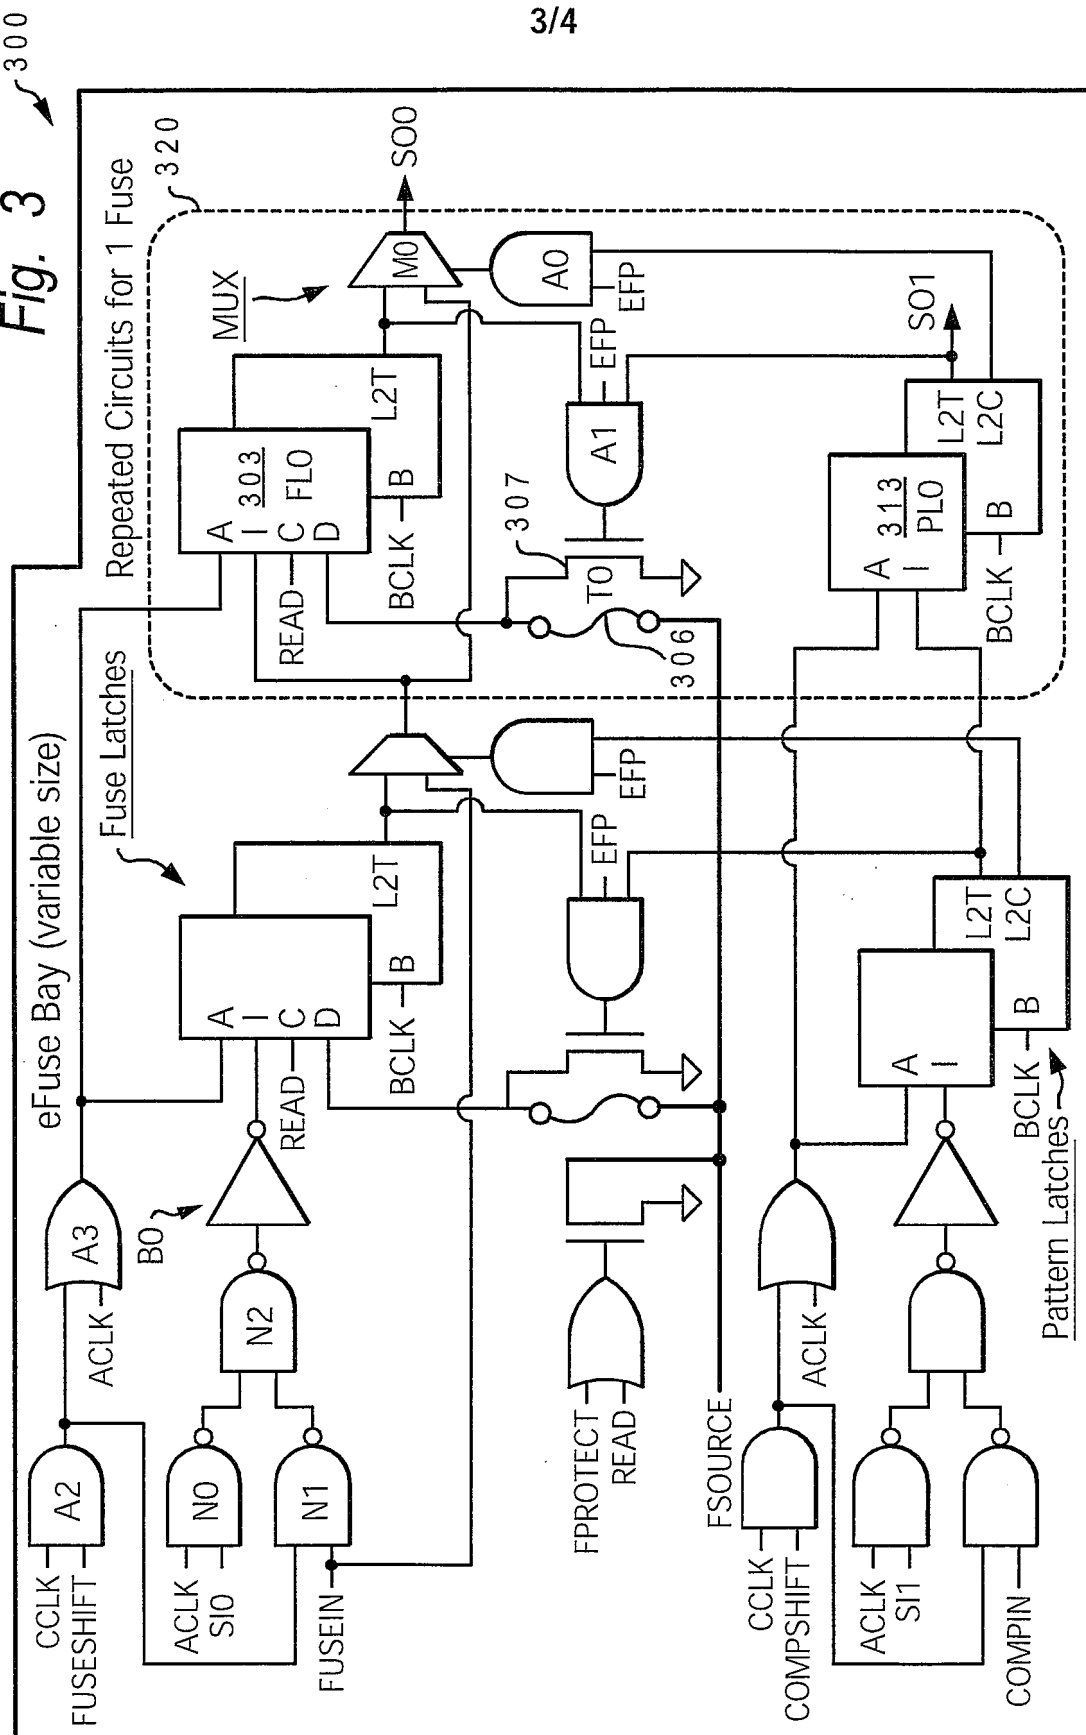 3/4
Fig. 3
300
eFuse Bay (variable size)
Repeated Circuits for 1 Fuse
320
Fuse Latches
MUX
CCLK
FUSESHIFT
A2
ACLK
A3
B0
ACLK
SI0
N0
N1
N2
FUSEIN
A
I
C
D
READ
BCLK
B
L2T
EFP
EFP
A
I
C
D
303
FL0
READ
BCLK
B
L2T
M0
SO0
A0
EFP
EFP
A1
307
T0
306
FPROTECT
READ
FSOURCE
CCLK
COMPSHIFT
ACLK
ACLK
SI1
COMPIN
A
I
BCLK
B
L2T
L2C
Pattern Latches
A
I
313
PL0
BCLK
B
L2T
L2C
SO1